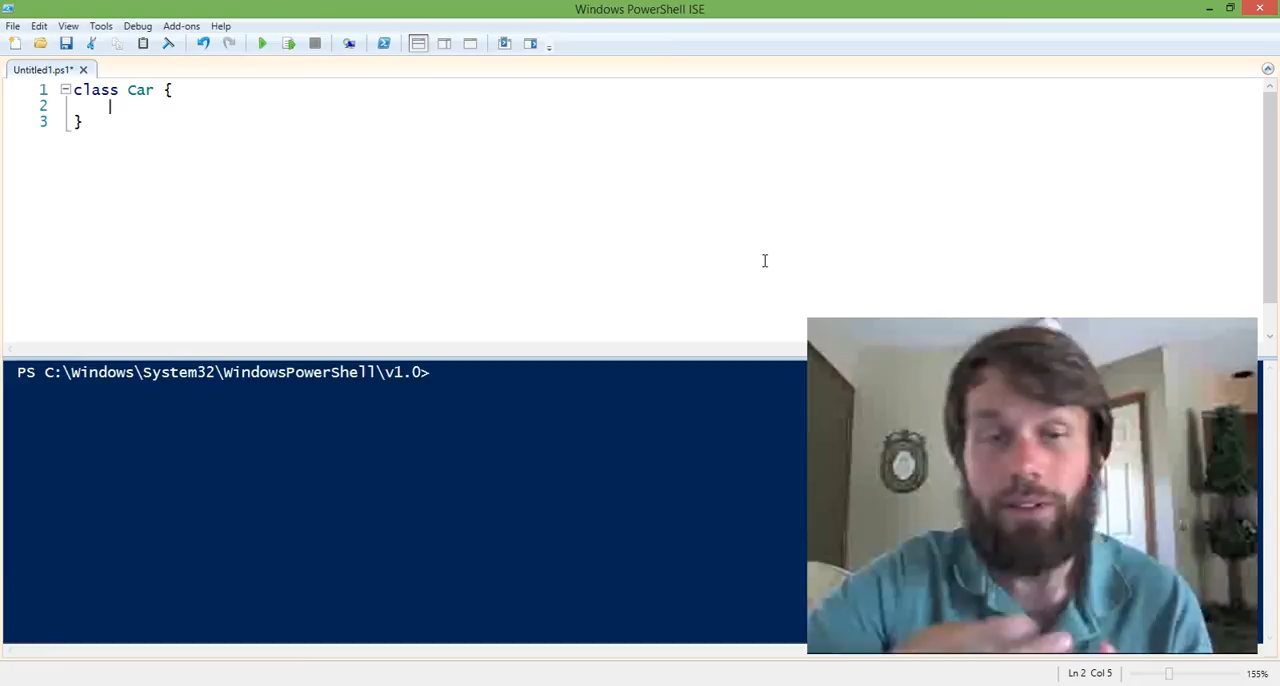 Windows PowerShell ISE
File Edit View Tools Debug Add-ons Help
Untitled1.ps1*
1 class Car {
2
3 }
PS C:\Windows\System32\WindowsPowerShell\v1.0>
Ln 2 Col 5
155%